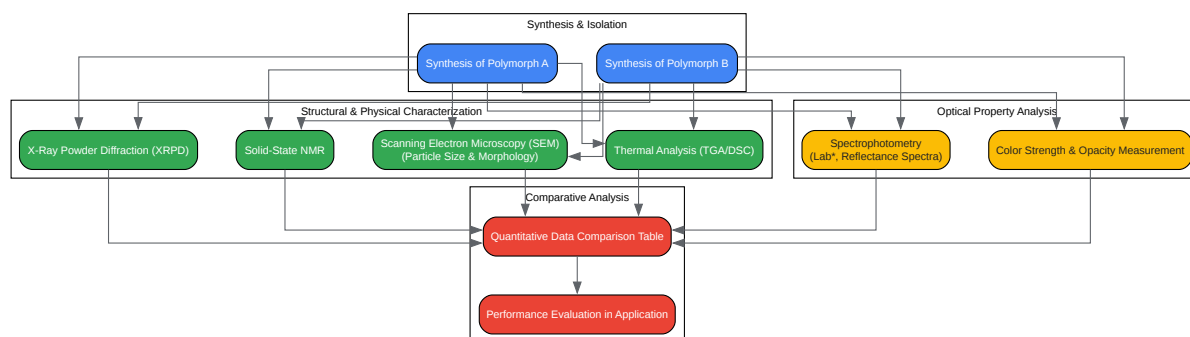 Synthesis & Isolation
Synthesis of Polymorph A
Synthesis of Polymorph B
Structural & Physical Characterization
Optical Property Analysis
X-Ray Powder Diffraction (XRPD)
Solid-State NMR
Scanning Electron Microscopy (SEM)
(Particle Size & Morphology)
Thermal Analysis (TGA/DSC)
Spectrophotometry
(Lab*, Reflectance Spectra)
Color Strength & Opacity Measurement
Comparative Analysis
Quantitative Data Comparison Table
Performance Evaluation in Application